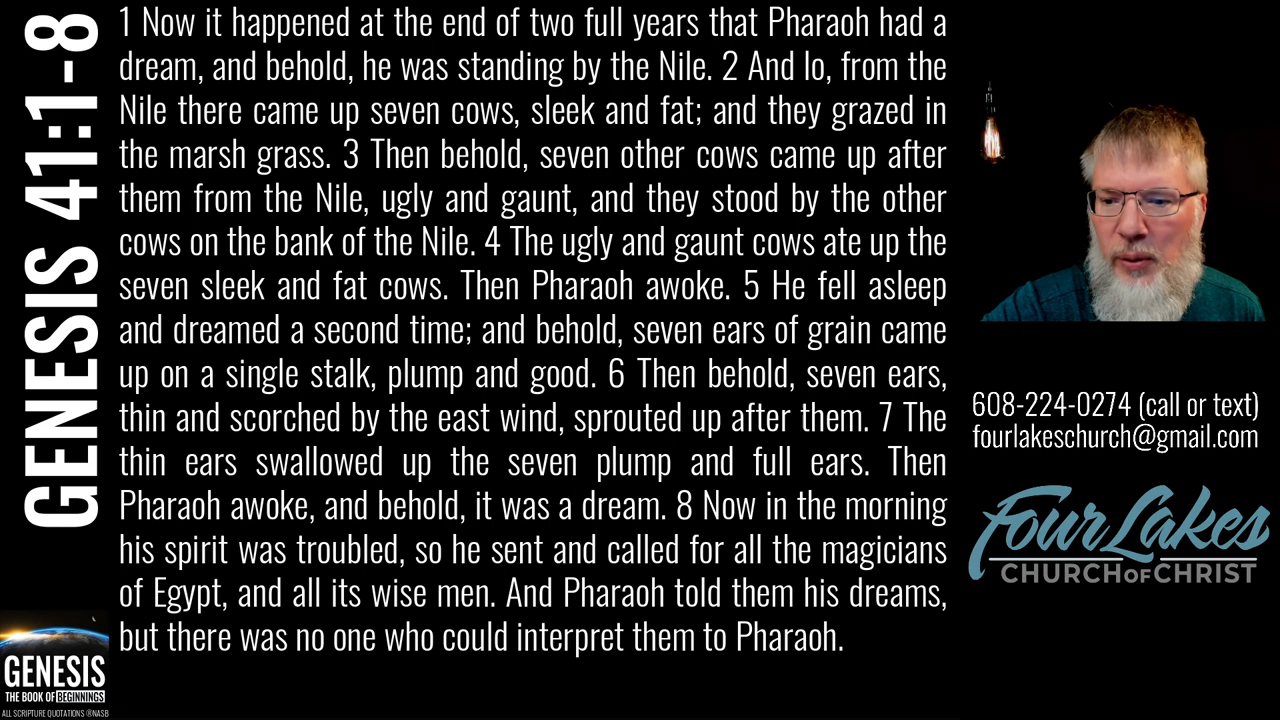 GENESIS 41:1-8
1 Now it happened at the end of two full years that Pharaoh had a
dream, and behold, he was standing by the Nile. 2 And lo, from the
Nile there came up seven cows, sleek and fat; and they grazed in
the marsh grass. 3 Then behold, seven other cows came up after
them from the Nile, ugly and gaunt, and they stood by the other
cows on the bank of the Nile. 4 The ugly and gaunt cows ate up the
seven sleek and fat cows. Then Pharaoh awoke. 5 He fell asleep
and dreamed a second time; and behold, seven ears of grain came
up on a single stalk, plump and good. 6 Then behold, seven ears,
thin and scorched by the east wind, sprouted up after them. 7 The
thin ears swallowed up the seven plump and full ears. Then
Pharaoh awoke, and behold, it was a dream. 8 Now in the morning
his spirit was troubled, so he sent and called for all the magicians
of Egypt, and all its wise men. And Pharaoh told them his dreams,
but there was no one who could interpret them to Pharaoh.
608-224-0274 (call or text)
fourlakeschurch@gmail.com
Four Lakes
CHURCH OF CHRIST
GENESIS
THE BOOK OF BEGINNINGS
ALL SCRIPTURE QUOTATIONS ®NASB